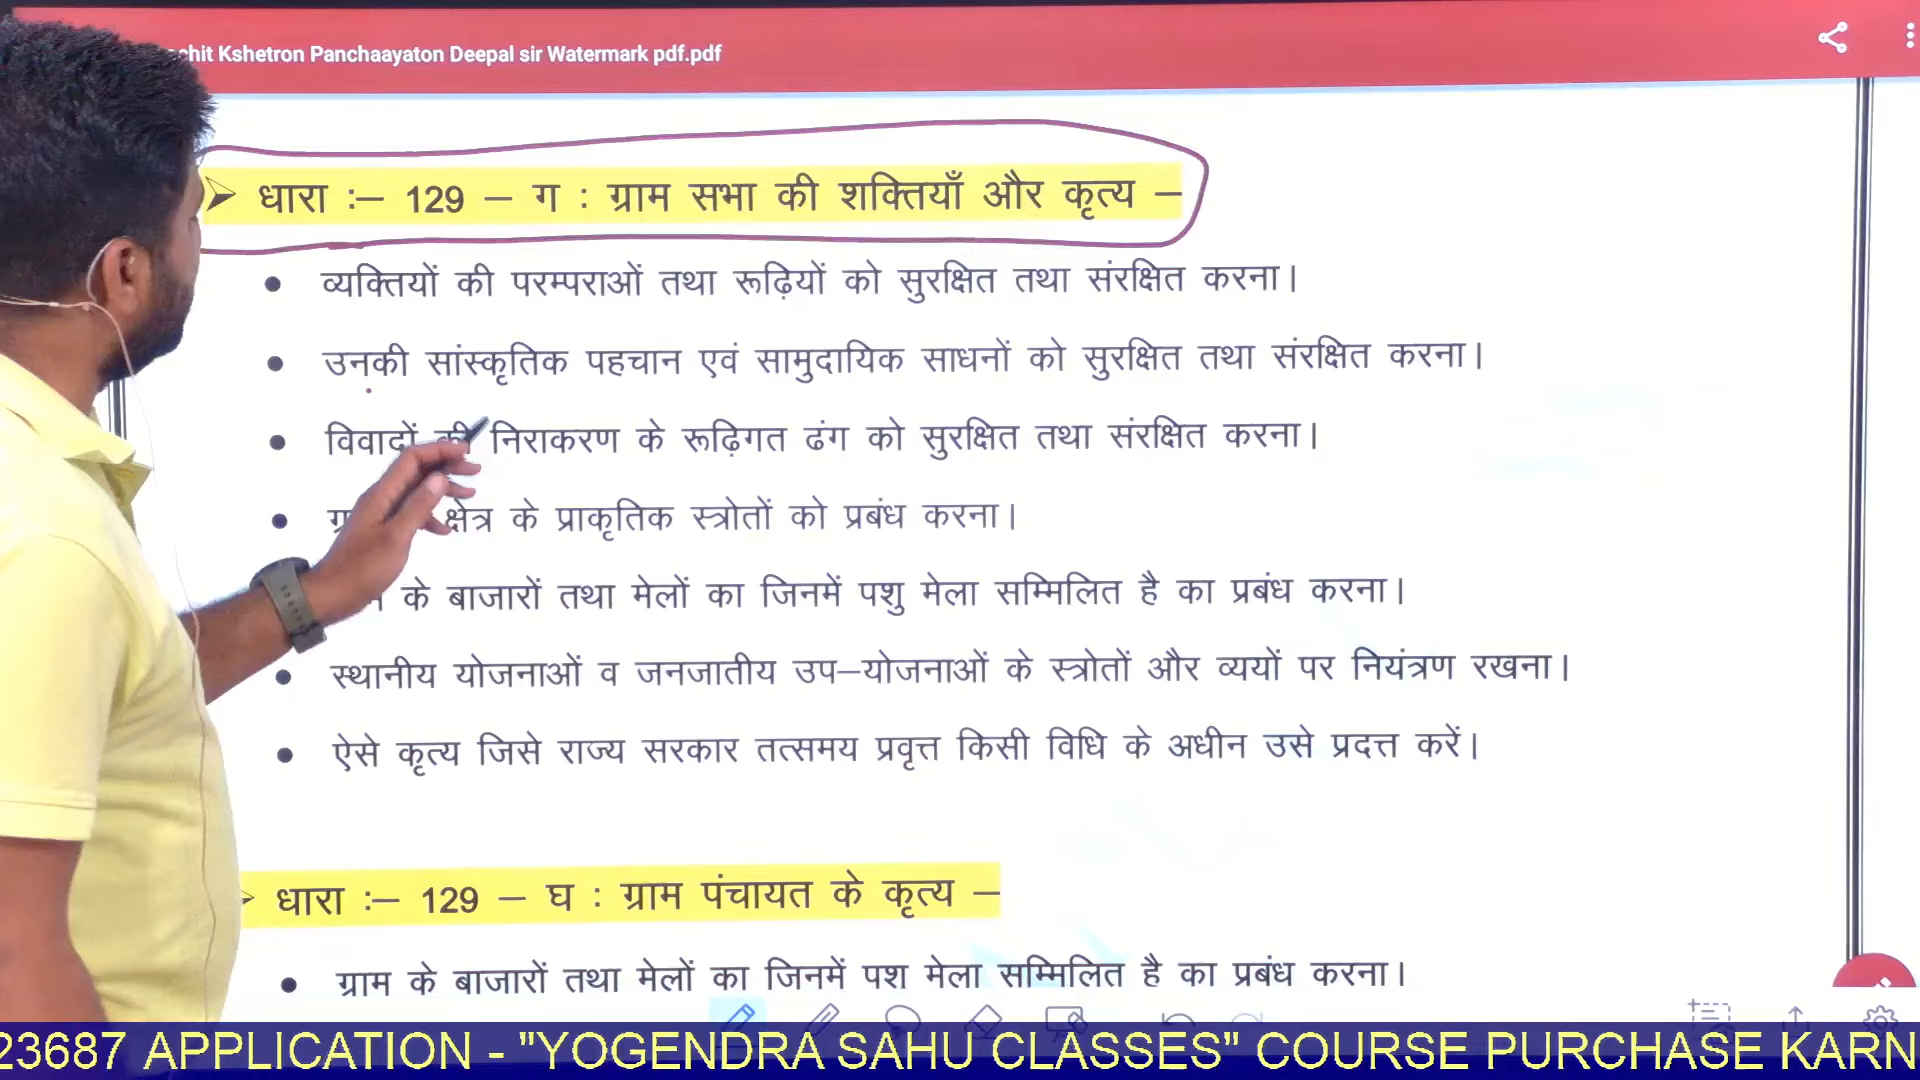 chit Kshetron Panchaayaton Deepal sir Watermark pdf.pdf
➢ धारा :– 129 – ग : ग्राम सभा की शक्तियाँ और कृत्य –
• व्यक्तियों की परम्पराओं तथा रूढ़ियों को सुरक्षित तथा संरक्षित करना।
• उनकी सांस्कृतिक पहचान एवं सामुदायिक साधनों को सुरक्षित तथा संरक्षित करना।
• विवादों की निराकरण के रूढ़िगत ढंग को सुरक्षित तथा संरक्षित करना।
• क्षेत्र के प्राकृतिक स्त्रोतों को प्रबंध करना।
के बाजारों तथा मेलों का जिनमें पशु मेला सम्मिलित है का प्रबंध करना।
• स्थानीय योजनाओं व जनजातीय उप–योजनाओं के स्त्रोतों और व्ययों पर नियंत्रण रखना।
• ऐसे कृत्य जिसे राज्य सरकार तत्समय प्रवृत्त किसी विधि के अधीन उसे प्रदत्त करें।
➢ धारा :– 129 – घ : ग्राम पंचायत के कृत्य –
• ग्राम के बाजारों तथा मेलों का जिनमें पश मेला सम्मिलित है का प्रबंध करना।
23687 APPLICATION - "YOGENDRA SAHU CLASSES" COURSE PURCHASE KARN